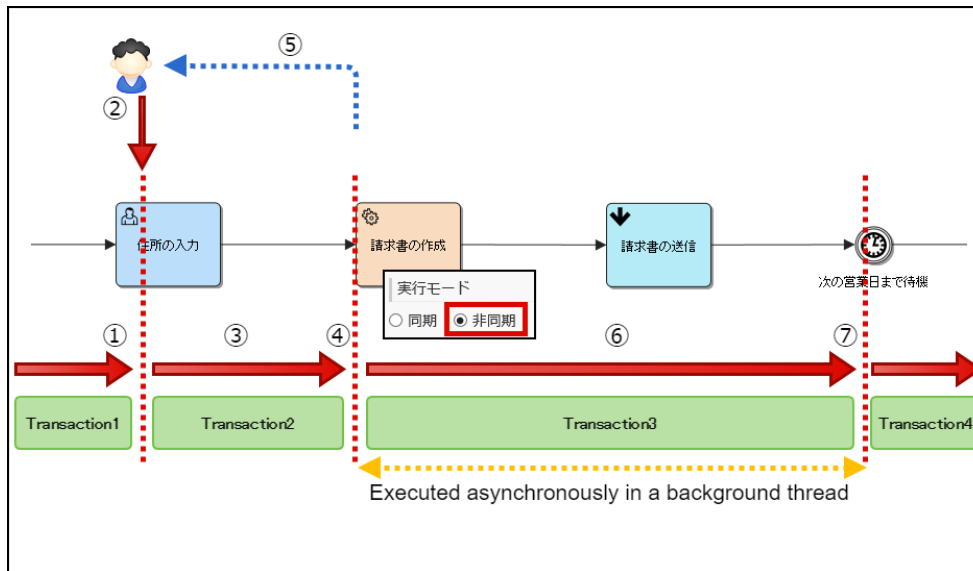 ⑤
②
住所の入力
請求書の作成
請求書の送信
次の営業日まで待機
実行モード
同期 非同期
① ③ ④ ⑥ ⑦
Transaction1 Transaction2 Transaction3 Transaction4
Executed asynchronously in a background thread